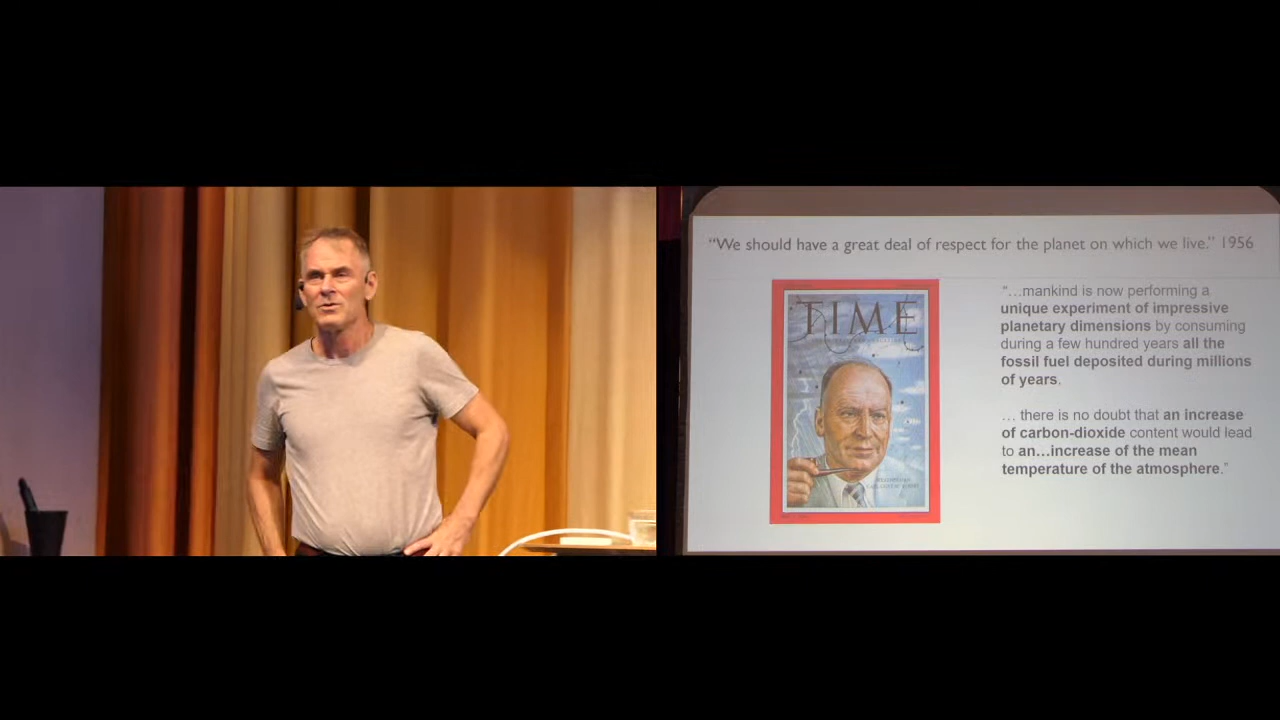 “We should have a great deal of respect for the planet on which we live.” 1956
TIME
“…mankind is now performing a
unique experiment of impressive
planetary dimensions by consuming
during a few hundred years all the
fossil fuel deposited during millions
of years.
… there is no doubt that an increase
of carbon-dioxide content would lead
to an…increase of the mean
temperature of the atmosphere.”